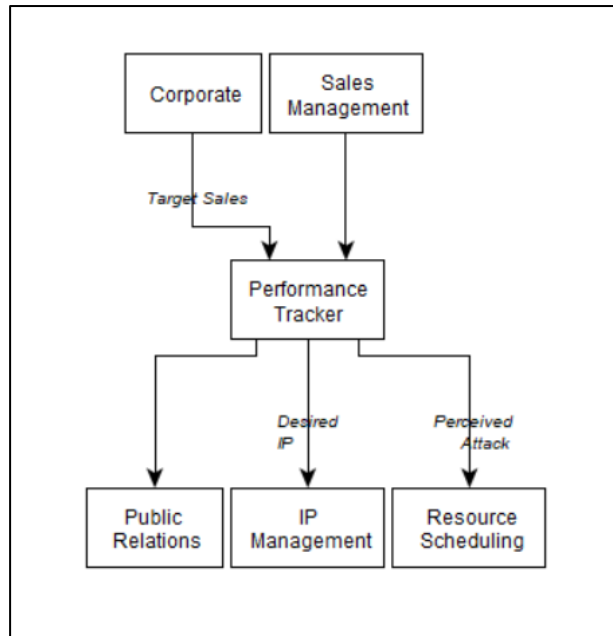 Corporate
Sales
Management
Target Sales
Performance
Tracker
Desired
IP
Perceived
Attack
Public
Relations
IP
Management
Resource
Scheduling